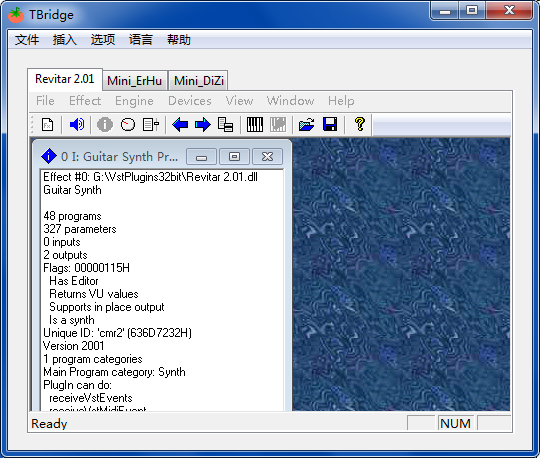 TBridge
文件 插入 选项 语言 帮助
Revitar 2.01 Mini_ErHu Mini_DiZi
File Effect Engine Devices View Window Help
0 I: Guitar Synth Pr...
Effect #0: G:\VstPlugins32bit\Revitar 2.01.dll
Guitar Synth
48 programs
327 parameters
0 inputs
2 outputs
Flags: 00000115H
Has Editor
Returns VU values
Supports in place output
Is a synth
Unique ID: 'cmr2' (636D7232H)
Version 2001
1 program categories
Main Program category: Synth
PlugIn can do:
receiveVstEvents
receiveVstMidiEvent
Ready NUM